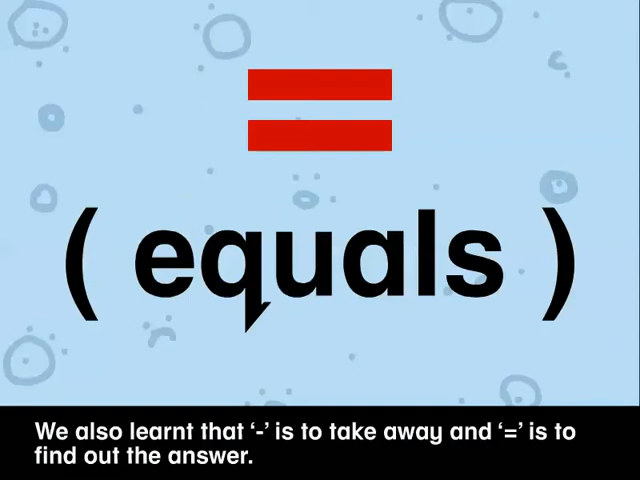 =
( equals )
We also learnt that ‘-’ is to take away and ‘=’ is to
find out the answer.